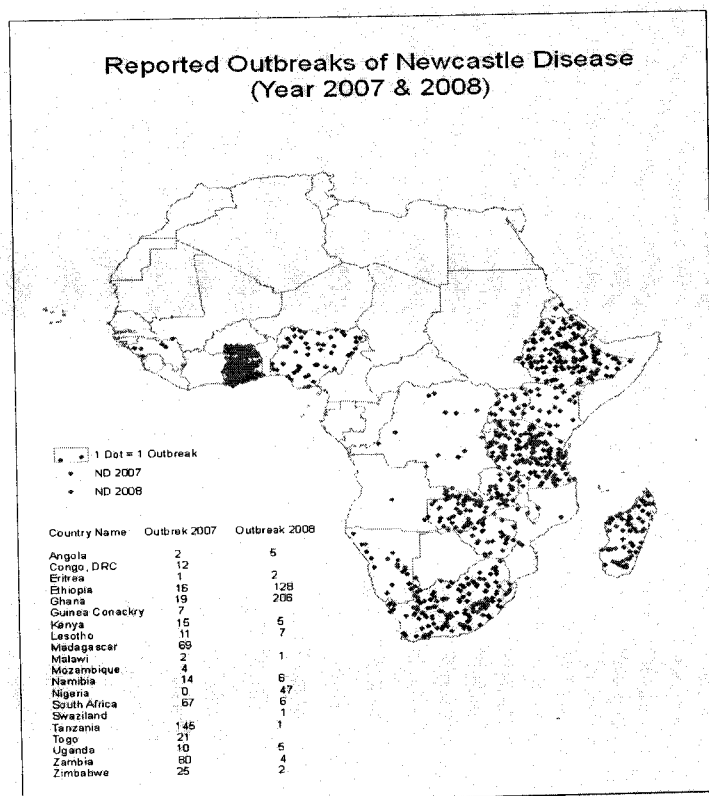 Reported Outbreaks of Newcastle Disease
(Year 2007 & 2008)
1 Dot = 1 Outbreak
ND 2007
ND 2008
Country Name Outbrek 2007 Outbreak 2008
Angola 2 5
Congo, DRC 12
Eritrea 1 2
Ethiopia 16 128
Ghana 19 206
Guinea Conackry 7
Kenya 15 5
Lesotho 11 7
Madagascar 69
Malawi 2 1
Mozambique 4
Namibia 14 6
Nigeria 0 47
South Africa 67 6
Swaziland 1
Tanzania 145 1
Togo 21
Uganda 10 5
Zambia 80 4
Zimbabwe 25 2